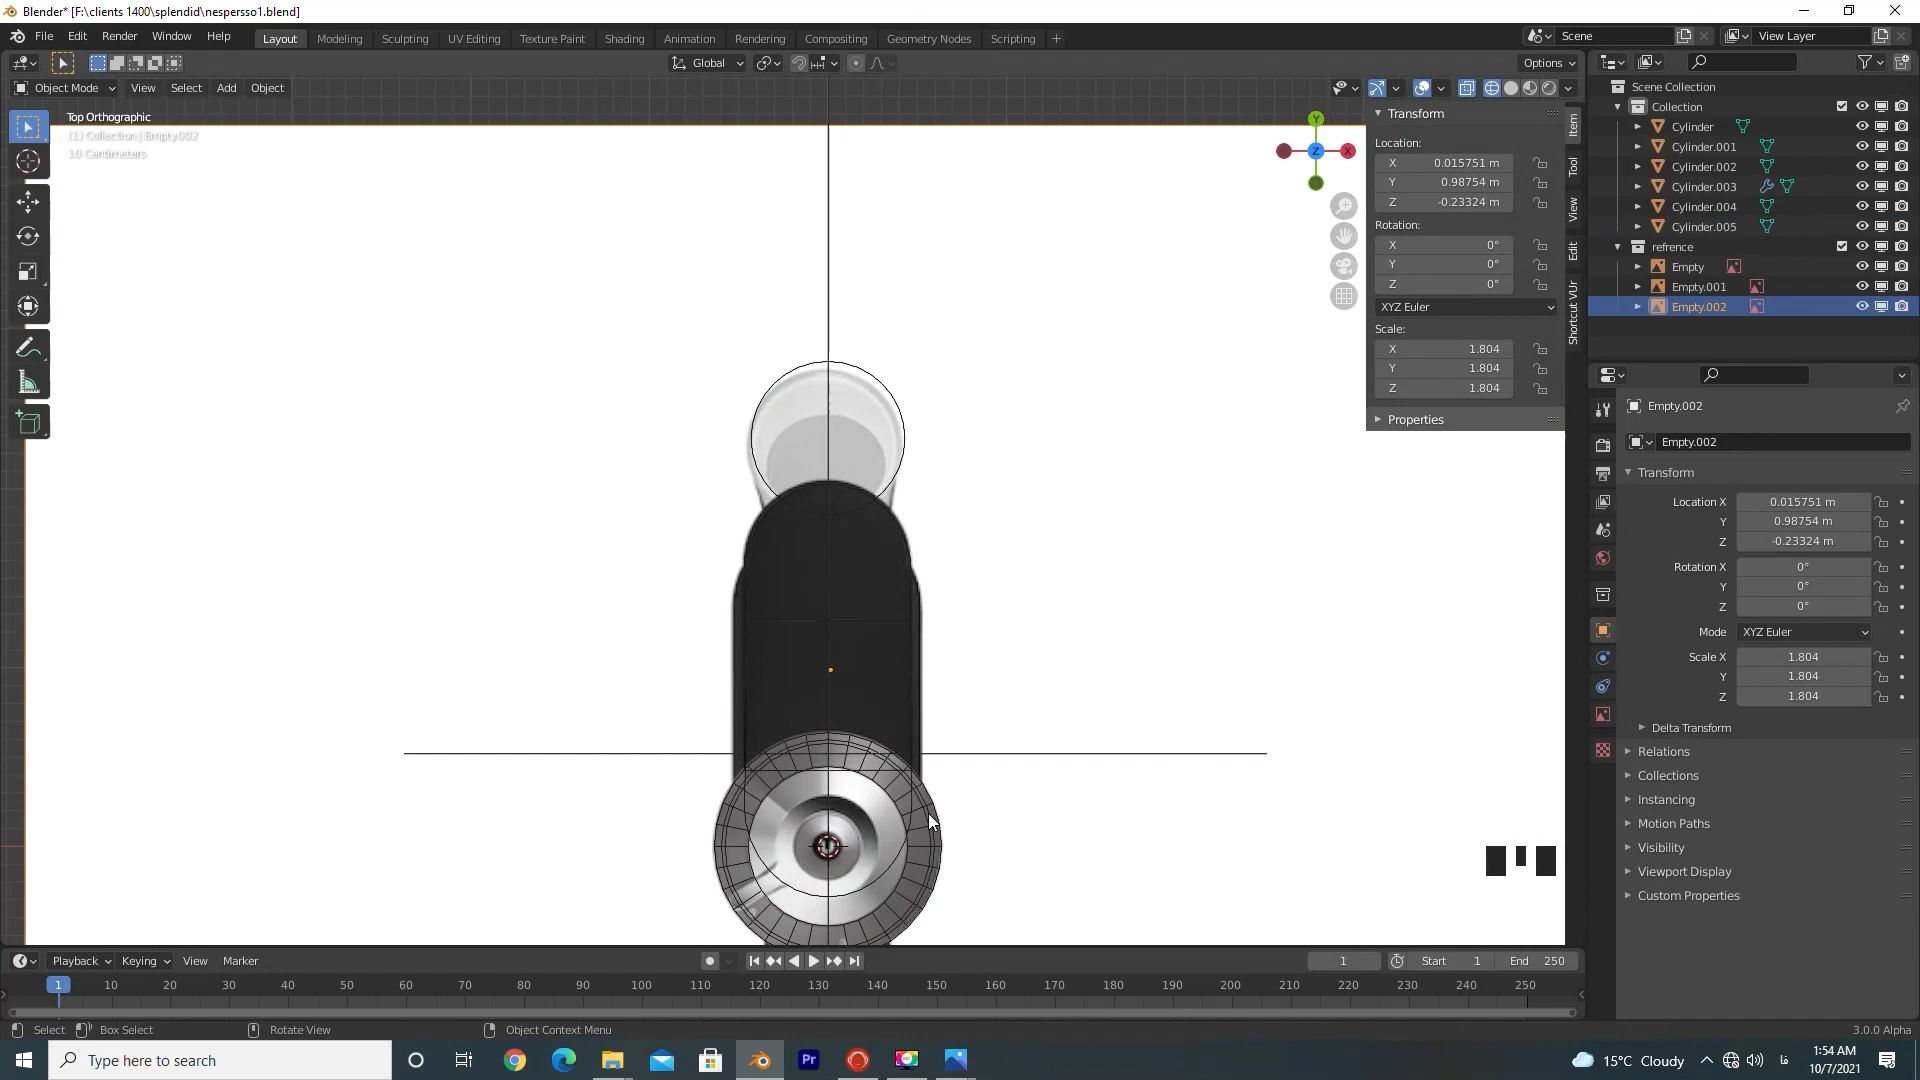 Blender* [F:\clients 1400\splendid\nespersso1.blend]
File Edit Render Window Help
Layout Modeling Sculpting UV Editing Texture Paint Shading Animation Rendering Compositing Geometry Nodes Scripting +
Scene
View Layer
Global
Options
Object Mode View Select Add Object
Top Orthographic
(1) Collection | Empty.002
10 Centimeters
Y
X
Z
Transform
Location:
X 0.015751 m
Y 0.98754 m
Z -0.23324 m
Rotation:
X 0°
Y 0°
Z 0°
XYZ Euler
Scale:
X 1.804
Y 1.804
Z 1.804
Properties
Item
Tool
View
Edit
Shortcut VUr
Scene Collection
Collection
Cylinder
Cylinder.001
Cylinder.002
Cylinder.003
Cylinder.004
Cylinder.005
refrence
Empty
Empty.001
Empty.002
Empty.002
Empty.002
Transform
Location X 0.015751 m
Y 0.98754 m
Z -0.23324 m
Rotation X 0°
Y 0°
Z 0°
Mode XYZ Euler
Scale X 1.804
Y 1.804
Z 1.804
Delta Transform
Relations
Collections
Instancing
Motion Paths
Visibility
Viewport Display
Custom Properties
Playback Keying View Marker
1 Start 1 End 250
1 10 20 30 40 50 60 70 80 90 100 110 120 130 140 150 160 170 180 190 200 210 220 230 240 250
Select Box Select Rotate View Object Context Menu
3.0.0 Alpha
Type here to search
Pr
15°C Cloudy
فا
1:54 AM
10/7/2021